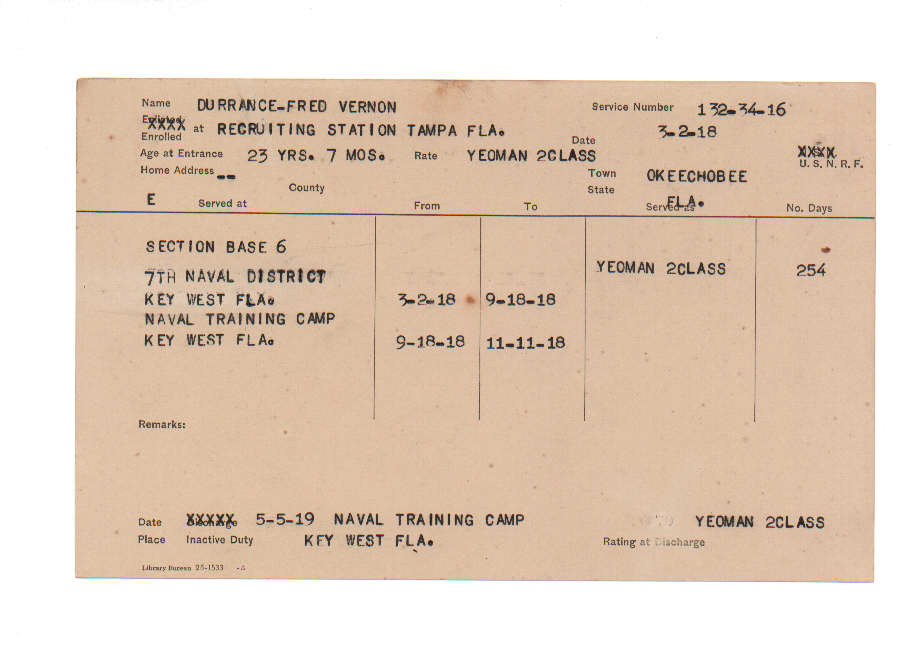 Name DURRANCE-FRED VERNON Service Number 132-34-16
Enlisted XXXX
Enrolled at RECRUITING STATION TAMPA FLA. Date 3-2-18
Age at Entrance 23 YRS. 7 MOS. Rate YEOMAN 2CLASS XXXX U. S. N. R. F.
Home Address -- Town OKEECHOBEE
County State FLA.
E Served at From To Served as No. Days
SECTION BASE 6
7TH NAVAL DISTRICT YEOMAN 2CLASS 254
KEY WEST FLA. 3-2-18 9-18-18
NAVAL TRAINING CAMP
KEY WEST FLA. 9-18-18 11-11-18
Remarks:
Date Discharge XXXXX 5-5-19 NAVAL TRAINING CAMP YEOMAN 2CLASS
Place Inactive Duty KEY WEST FLA. Rating at Discharge
Library Bureau 25-1533